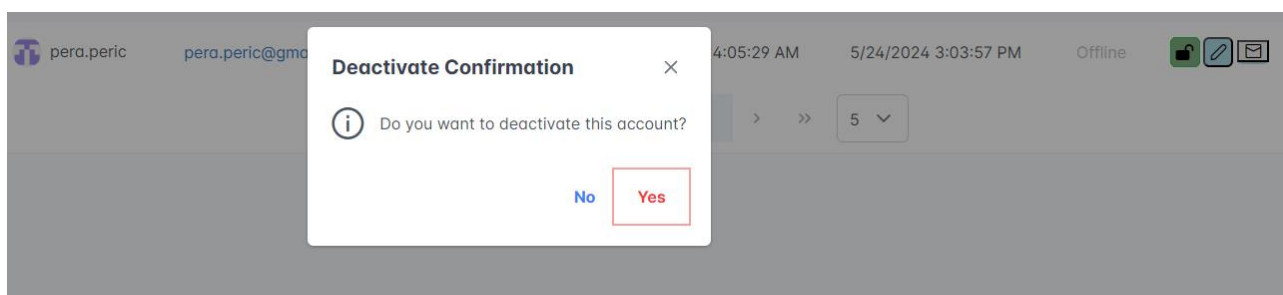 pera.peric pera.peric@gma 4:05:29 AM 5/24/2024 3:03:57 PM Offline
Deactivate Confirmation
Do you want to deactivate this account?
5
No Yes